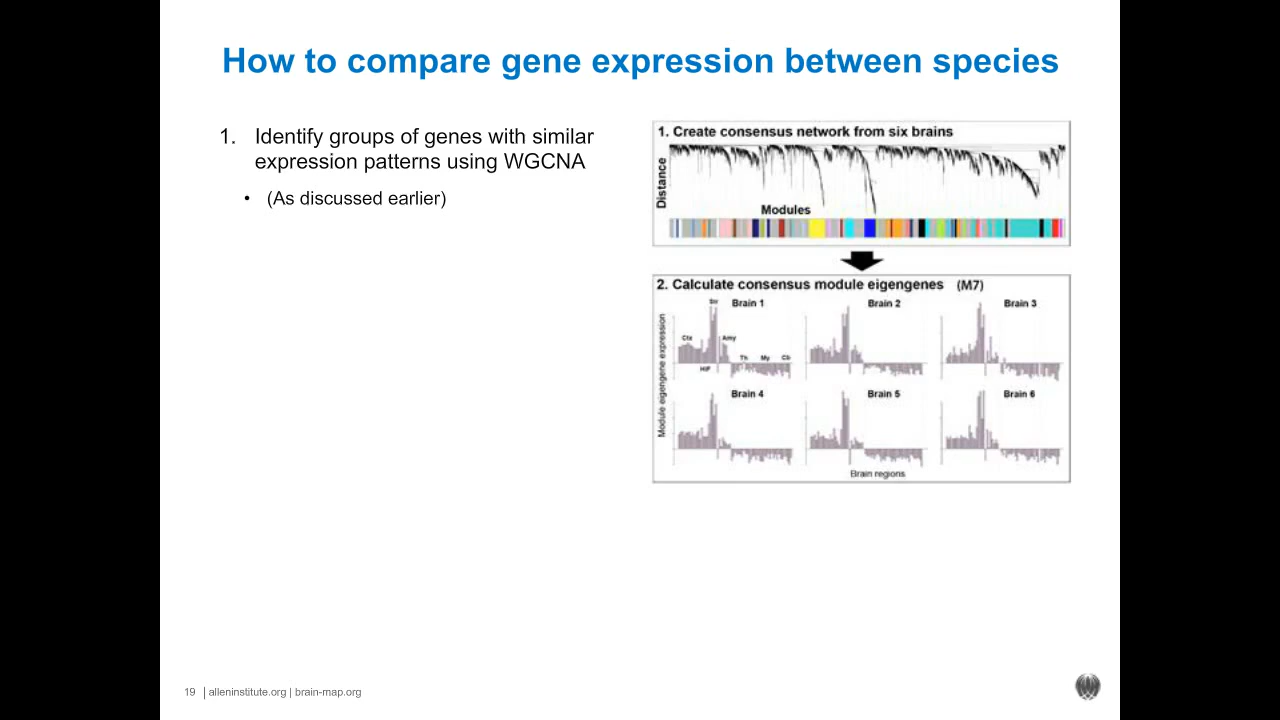 How to compare gene expression between species
1. Identify groups of genes with similar
expression patterns using WGCNA
• (As discussed earlier)
1. Create consensus network from six brains
Distance
Modules
2. Calculate consensus module eigengenes (M7)
Module eigengene expression
Brain 1
Brain 2
Brain 3
Str
Ctx
Amy
Th
My
Cb
HiF
Brain 4
Brain 5
Brain 6
Brain regions
19 | alleninstitute.org | brain-map.org